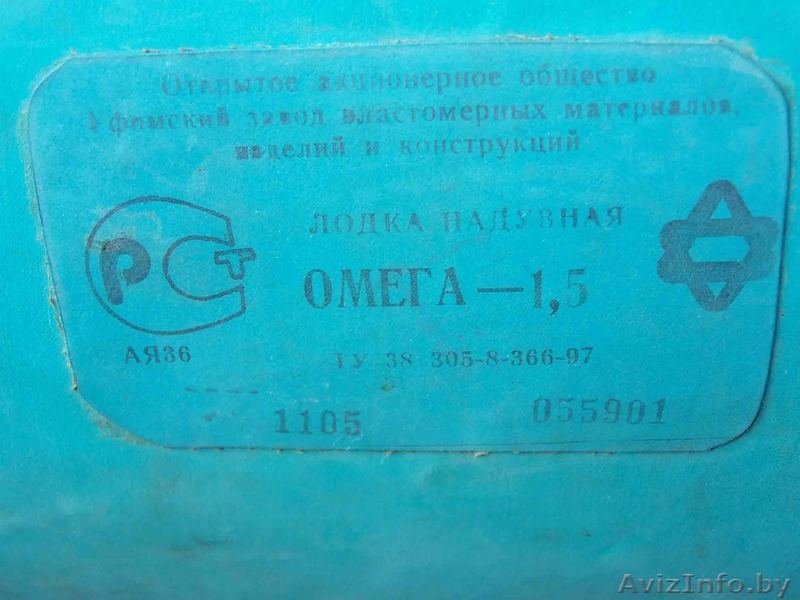 Открытое акционерное общество
Уфимский завод эластомерных материалов,
изделий и конструкций
РСТ
АЯ36
ЛОДКА НАДУВНАЯ
ОМЕГА—1,5
ТУ 38 305-8-366-97
1105 055901
AvizInfo.by